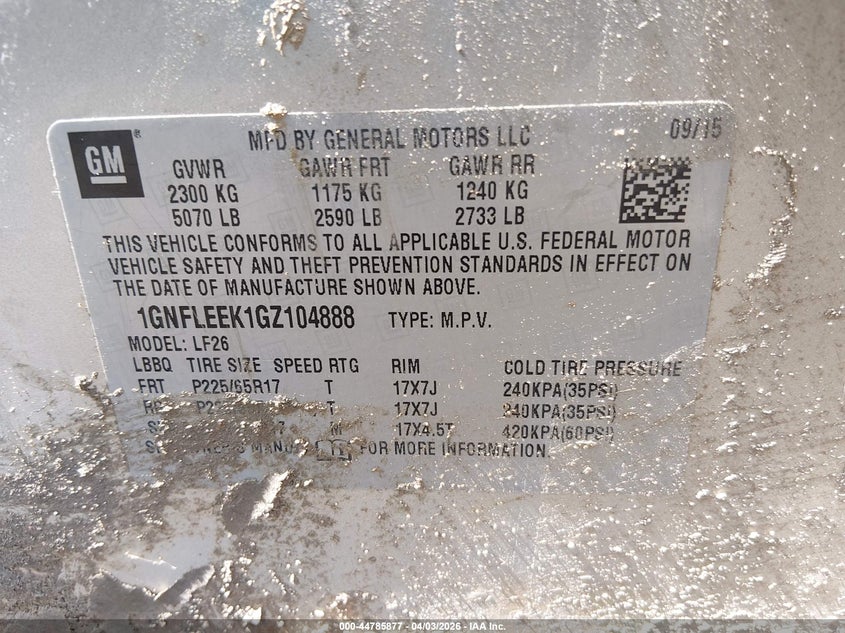 GM
®
MFD BY GENERAL MOTORS LLC 09/15
GVWR GAWR FRT GAWR RR
2300 KG 1175 KG 1240 KG
5070 LB 2590 LB 2733 LB
THIS VEHICLE CONFORMS TO ALL APPLICABLE U.S. FEDERAL MOTOR
VEHICLE SAFETY AND THEFT PREVENTION STANDARDS IN EFFECT ON
THE DATE OF MANUFACTURE SHOWN ABOVE.
1GNFLEEK1GZ104888 TYPE: M.P.V.
MODEL: LF26
LBBQ TIRE SIZE SPEED RTG RIM COLD TIRE PRESSURE
FRT P225/65R17 T 17X7J 240KPA(35PSI)
T 17X7J 240KPA(35PSI)
M 17X4.5T 420KPA(60PSI)
FOR MORE INFORMATION.
000-44785877 - 04/03/2026 - IAA Inc.